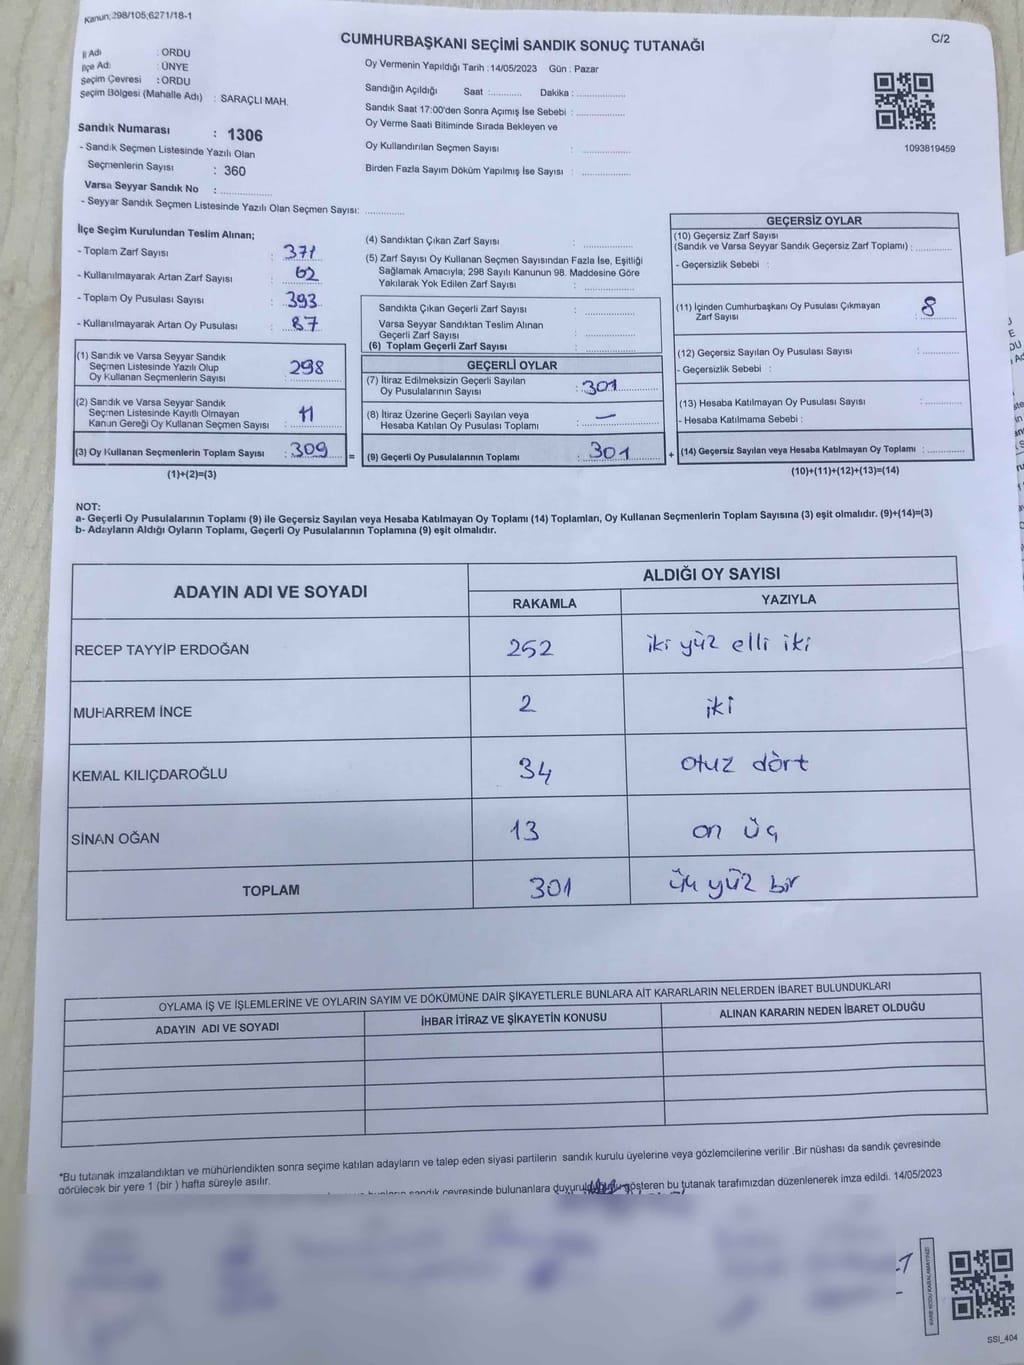 Kanun; 298/105;6271/18-1
C/2
CUMHURBAŞKANI SEÇİMİ SANDIK SONUÇ TUTANAĞI
İl Adı : ORDU
İlçe Adı : ÜNYE
Seçim Çevresi : ORDU
Seçim Bölgesi (Mahalle Adı) : SARAÇLI MAH.
Oy Vermenin Yapıldığı Tarih : 14/05/2023 Gün : Pazar
Sandığın Açıldığı Saat :........... Dakika : ...................
Sandık Saat 17:00'den Sonra Açımış İse Sebebi : ...................
Oy Verme Saati Bitiminde Sırada Bekleyen ve
Oy Kullandırılan Seçmen Sayısı : ...................
Birden Fazla Sayım Döküm Yapılmış İse Sayısı : ...................
1093819459
Sandık Numarası : 1306
- Sandık Seçmen Listesinde Yazılı Olan
Seçmenlerin Sayısı : 360
Varsa Seyyar Sandık No : ...................
- Seyyar Sandık Seçmen Listesinde Yazılı Olan Seçmen Sayısı: ...............
İlçe Seçim Kurulundan Teslim Alınan;
- Toplam Zarf Sayısı : 371
- Kullanılmayarak Artan Zarf Sayısı : 62
- Toplam Oy Pusulası Sayısı : 393
- Kullanılmayarak Artan Oy Pusulası : 87
(1) Sandık ve Varsa Seyyar Sandık
Seçmen Listesinde Yazılı Olup
Oy Kullanan Seçmenlerin Sayısı : 298
(2) Sandık ve Varsa Seyyar Sandık
Seçmen Listesinde Kayıtlı Olmayan
Kanun Gereği Oy Kullanan Seçmen Sayısı : 11
(3) Oy Kullanan Seçmenlerin Toplam Sayısı : 309 =
(1)+(2)=(3)
(4) Sandıktan Çıkan Zarf Sayısı : ...................
(5) Zarf Sayısı Oy Kullanan Seçmen Sayısından Fazla İse, Eşitliği
Sağlamak Amacıyla; 298 Sayılı Kanunun 98. Maddesine Göre
Yakılarak Yok Edilen Zarf Sayısı : ...................
Sandıkta Çıkan Geçerli Zarf Sayısı : ...................
Varsa Seyyar Sandıktan Teslim Alınan
Geçerli Zarf Sayısı : ...................
(6) Toplam Geçerli Zarf Sayısı : ...................
GEÇERLİ OYLAR
(7) İtiraz Edilmeksizin Geçerli Sayılan
Oy Pusulalarının Sayısı : 301
(8) İtiraz Üzerine Geçerli Sayılan veya
Hesaba Katılan Oy Pusulası Toplamı : —
(9) Geçerli Oy Pusulalarının Toplamı : 301 +
GEÇERSİZ OYLAR
(10) Geçersiz Zarf Sayısı
(Sandık ve Varsa Seyyar Sandık Geçersiz Zarf Toplamı) : ............
- Geçersizlik Sebebi :
(11) İçinden Cumhurbaşkanı Oy Pusulası Çıkmayan
Zarf Sayısı : 8
(12) Geçersiz Sayılan Oy Pusulası Sayısı : ............
- Geçersizlik Sebebi :
(13) Hesaba Katılmayan Oy Pusulası Sayısı : ............
- Hesaba Katılmama Sebebi :
(14) Geçersiz Sayılan veya Hesaba Katılmayan Oy Toplamı : ............
(10)+(11)+(12)+(13)=(14)
NOT:
a- Geçerli Oy Pusulalarının Toplamı (9) ile Geçersiz Sayılan veya Hesaba Katılmayan Oy Toplamı (14) Toplamları, Oy Kullanan Seçmenlerin Toplam Sayısına (3) eşit olmalıdır. (9)+(14)=(3)
b- Adayların Aldığı Oyların Toplamı, Geçerli Oy Pusulalarının Toplamına (9) eşit olmalıdır.
ADAYIN ADI VE SOYADI
ALDIĞI OY SAYISI
RAKAMLA YAZIYLA
RECEP TAYYİP ERDOĞAN 252 iki yüz elli iki
MUHARREM İNCE 2 iki
KEMAL KILIÇDAROĞLU 34 otuz dört
SİNAN OĞAN 13 on üç
TOPLAM 301 üç yüz bir
OYLAMA İŞ VE İŞLEMLERİNE VE OYLARIN SAYIM VE DÖKÜMÜNE DAİR ŞİKAYETLERLE BUNLARA AİT KARARLARIN NELERDEN İBARET BULUNDUKLARI
ADAYIN ADI VE SOYADI İHBAR İTİRAZ VE ŞİKAYETİN KONUSU ALINAN KARARIN NEDEN İBARET OLDUĞU
*Bu tutanak imzalandıktan ve mühürlendikten sonra seçime katılan adayların ve talep eden siyasi partilerin sandık kurulu üyelerine veya gözlemcilerine verilir .Bir nüshası da sandık çevresinde
görülecek bir yere 1 (bir ) hafta süreyle asılır.
sandık çevresinde bulunanlara gösteren bu tutanak tarafımızdan düzenlenerek imza edildi. 14/05/2023
SSI_404